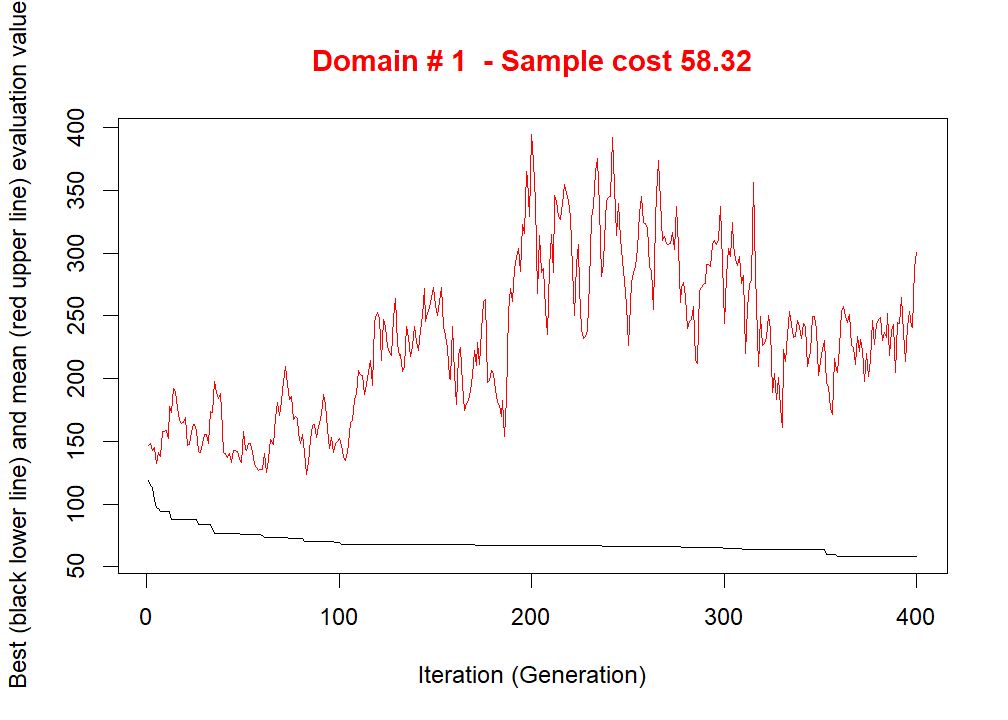 Domain # 1  - Sample cost 58.32
Best (black lower line) and mean (red upper line) evaluation value
400
350
300
250
200
150
100
50
0 100 200 300 400
Iteration (Generation)